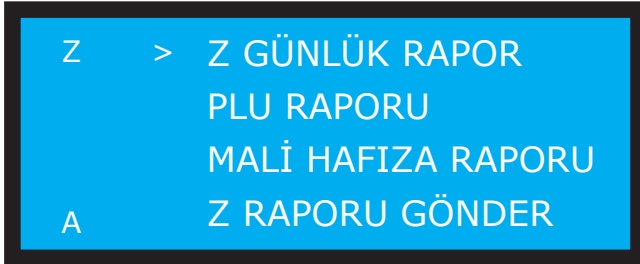 Z > Z GÜNLÜK RAPOR
PLU RAPORU
MALİ HAFIZA RAPORU
A Z RAPORU GÖNDER